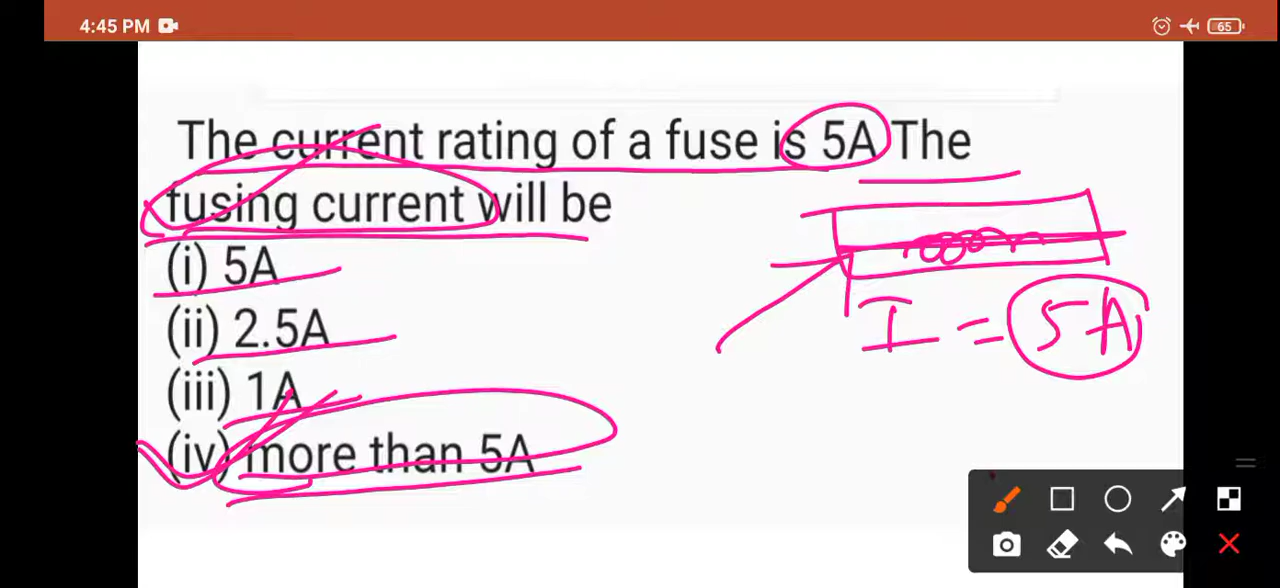 4:45 PM
65
The current rating of a fuse is 5A The
fusing current will be
(i) 5A
(ii) 2.5A
(iii) 1A
(iv) more than 5A
I = 5A